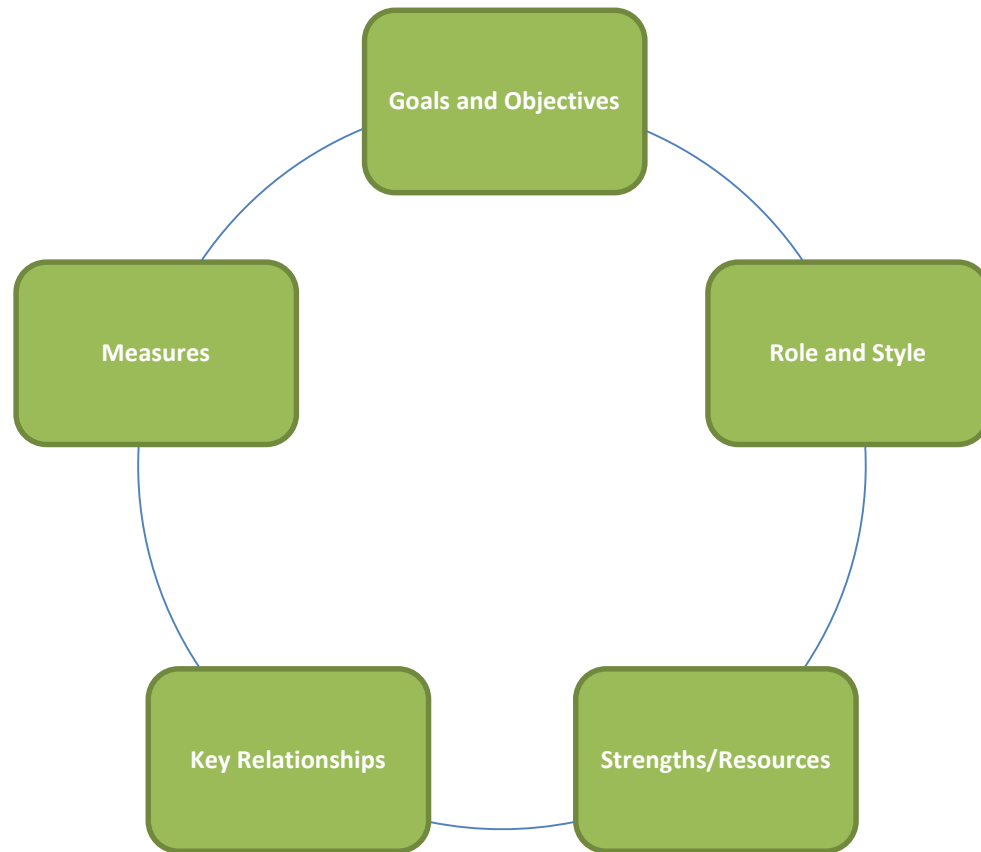 Goals and Objectives
Measures
Role and Style
Key Relationships
Strengths/Resources